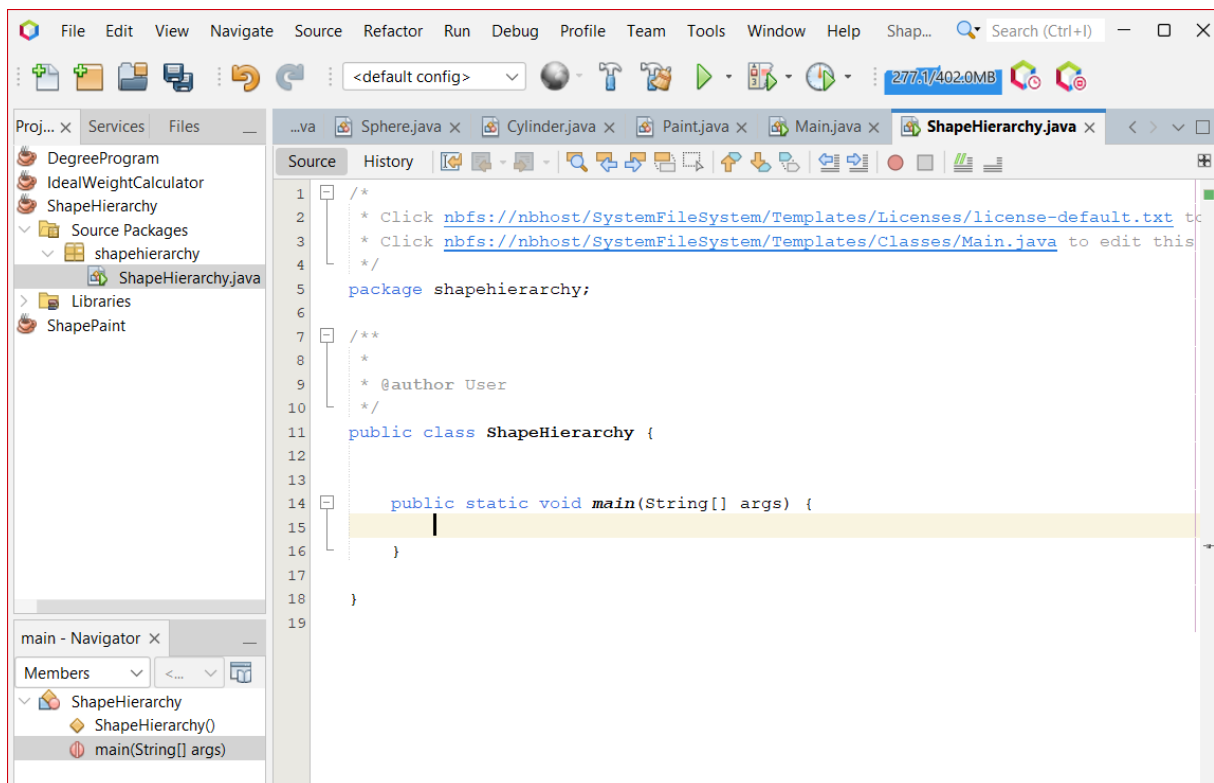 File Edit View Navigate Source Refactor Run Debug Profile Team Tools Window Help Shap... Search (Ctrl+I)
<default config> 277.1/402.0MB
Proj... Services Files
...va Sphere.java Cylinder.java Paint.java Main.java ShapeHierarchy.java
DegreeProgram
IdealWeightCalculator
ShapeHierarchy
Source Packages
shapehierarchy
ShapeHierarchy.java
Libraries
ShapePaint
Source History
1 /*
2 * Click nbfs://nbhost/SystemFileSystem/Templates/Licenses/license-default.txt to
3 * Click nbfs://nbhost/SystemFileSystem/Templates/Classes/Main.java to edit this
4 */
5 package shapehierarchy;
6
7 /**
8 *
9 * @author User
10 */
11 public class ShapeHierarchy {
12
13
14 public static void main(String[] args) {
15
16 }
17
18 }
19
main - Navigator
Members <...
ShapeHierarchy
ShapeHierarchy()
main(String[] args)